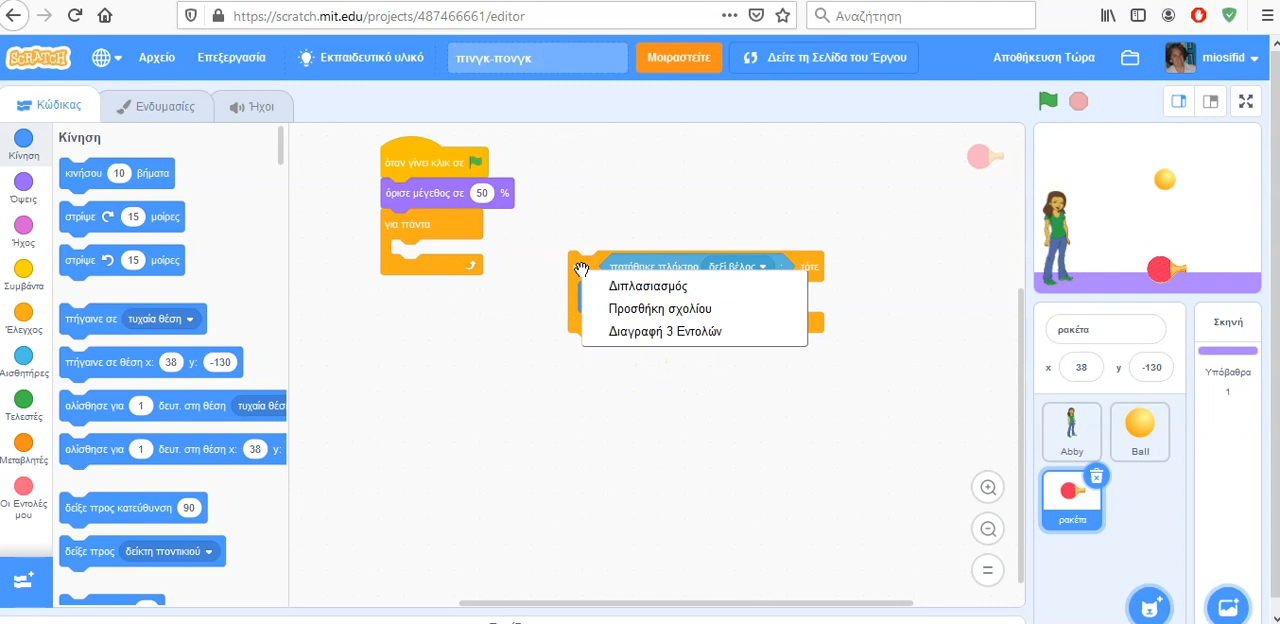 https://scratch.mit.edu/projects/487466661/editor
Αναζήτηση
SCRATCH
Αρχείο
Επεξεργασία
Εκπαιδευτικό υλικό
πινγκ-πονγκ
Μοιραστείτε
Δείτε τη Σελίδα του Έργου
Αποθήκευση Τώρα
miosifid
Κώδικας
Ενδυμασίες
Ήχοι
Κίνηση
Όψεις
Ήχος
Συμβάντα
Έλεγχος
Αισθητήρες
Τελεστές
Μεταβλητές
Οι Εντολές
μου
Κίνηση
κινήσου 10 βήματα
στρίψε 15 μοίρες
στρίψε 15 μοίρες
πήγαινε σε τυχαία θέση
πήγαινε σε θέση x: 38 y: -130
ολίσθησε για 1 δευτ. στη θέση τυχαία θέσ
ολίσθησε για 1 δευτ. στη θέση x: 38 y:
δείξε προς κατεύθυνση 90
δείξε προς δείκτη ποντικιού
όταν γίνει κλικ σε
όρισε μέγεθος σε 50 %
για πάντα
πατήθηκε πλήκτρο δεξί βέλος ; τότε
Διπλασιασμός
Προσθήκη σχολίου
Διαγραφή 3 Εντολών
ρακέτα
x 38 y -130
Abby
Ball
ρακέτα
Σκηνή
Υπόβαθρα
1